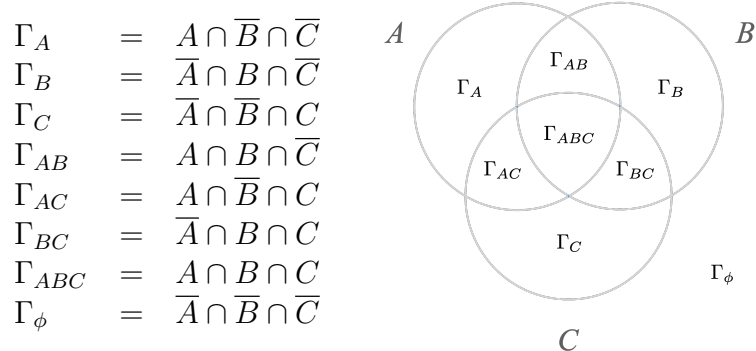 Γ_A = A ∩ B̅ ∩ C̅
Γ_B = A̅ ∩ B ∩ C̅
Γ_C = A̅ ∩ B̅ ∩ C
Γ_AB = A ∩ B ∩ C̅
Γ_AC = A ∩ B̅ ∩ C
Γ_BC = A̅ ∩ B ∩ C
Γ_ABC = A ∩ B ∩ C
Γ_ϕ = A̅ ∩ B̅ ∩ C̅
A
B
Γ_AB
Γ_A
Γ_B
Γ_ABC
Γ_AC
Γ_BC
Γ_C
Γ_ϕ
C